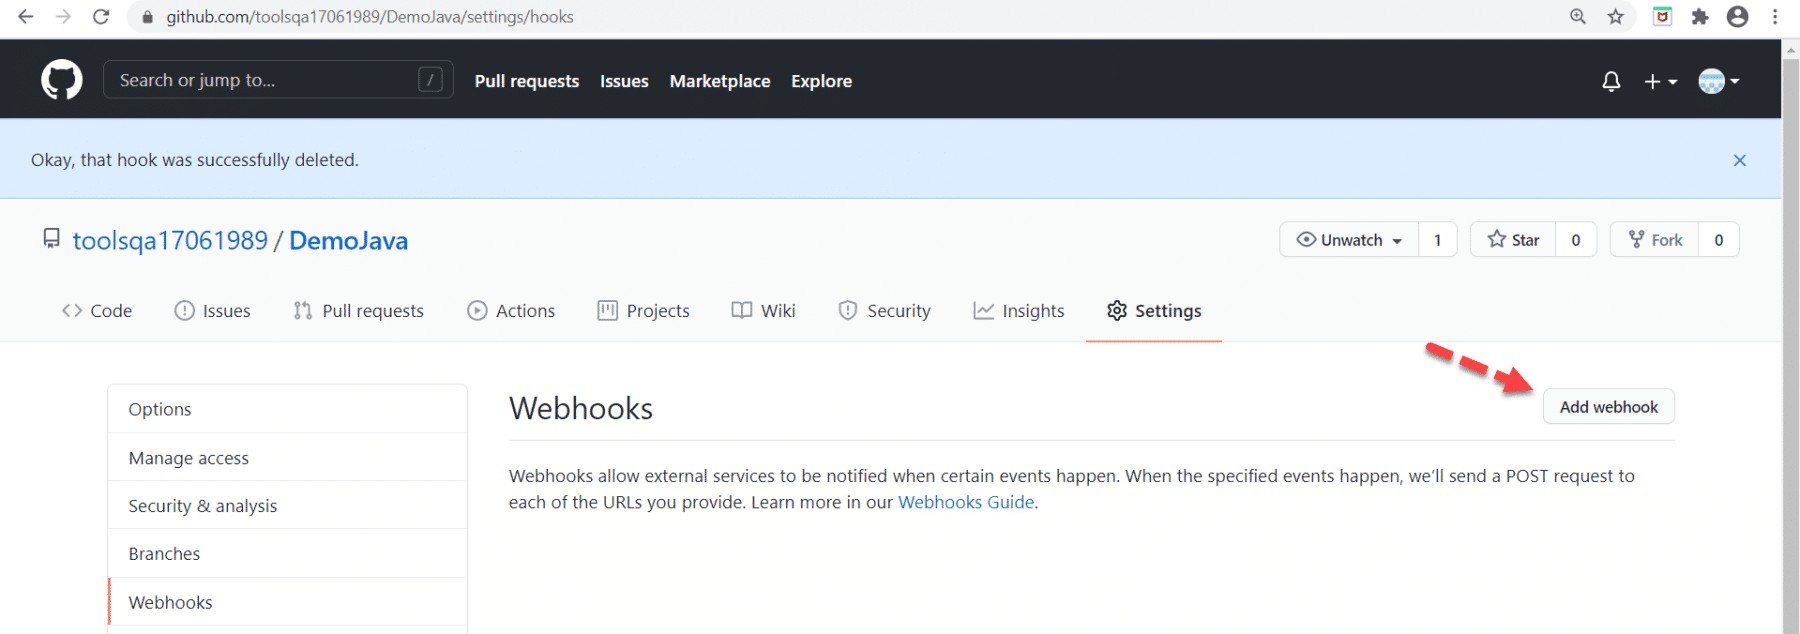 github.com/toolsqa17061989/DemoJava/settings/hooks
Search or jump to... / Pull requests Issues Marketplace Explore
Okay, that hook was successfully deleted.
toolsqa17061989 / DemoJava Unwatch 1 Star 0 Fork 0
Code Issues Pull requests Actions Projects Wiki Security Insights Settings
Options
Manage access
Security & analysis
Branches
Webhooks
Webhooks Add webhook
Webhooks allow external services to be notified when certain events happen. When the specified events happen, we’ll send a POST request to
each of the URLs you provide. Learn more in our Webhooks Guide.